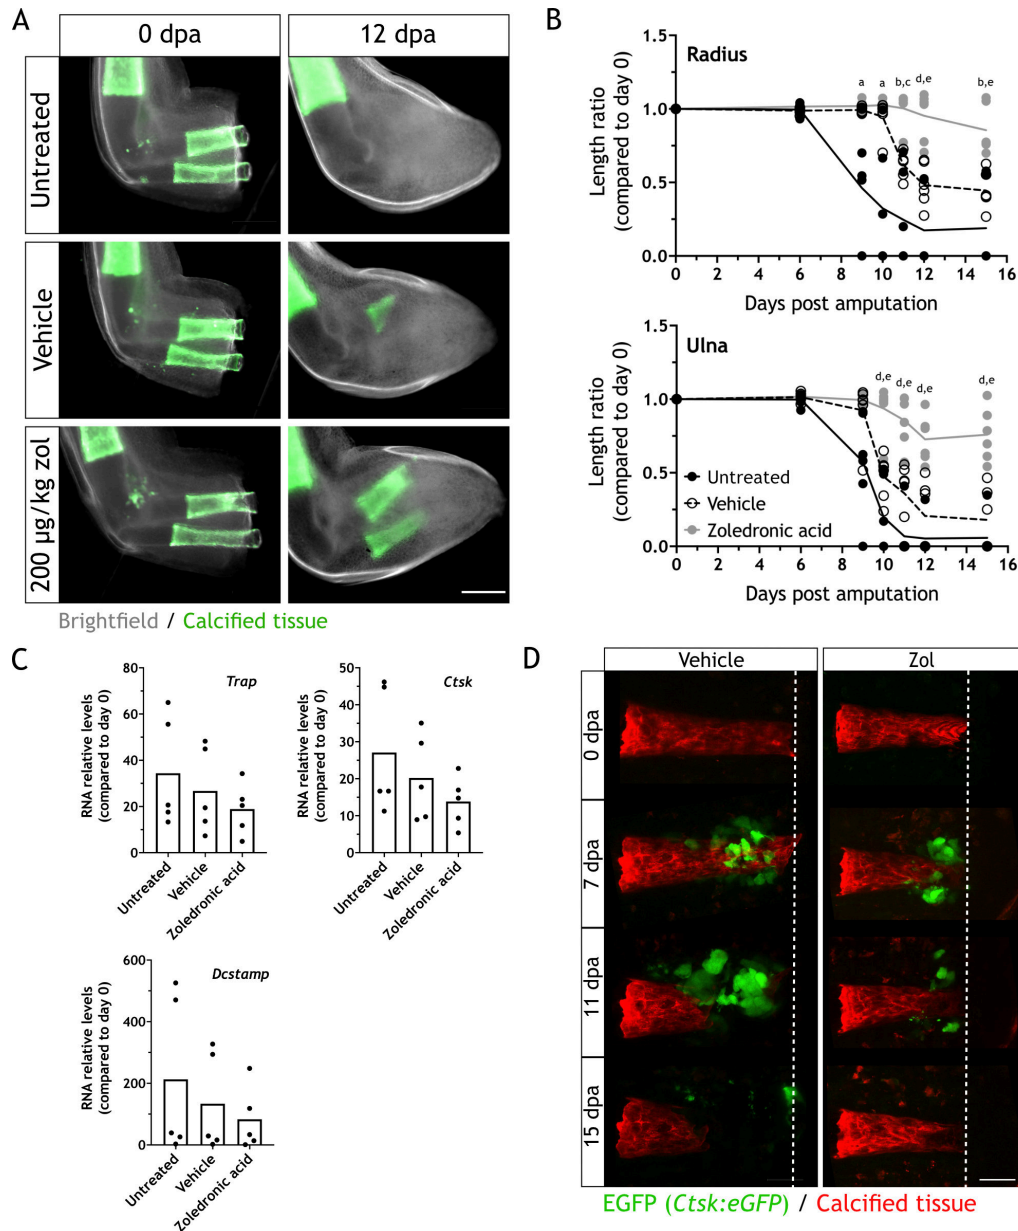 A
0 dpa
12 dpa
Untreated
Vehicle
200 µg/kg zol
Brightfield / Calcified tissue
B
Radius
Length ratio
(compared to day 0)
1.5
1.0
0.5
0.0
a
a
b,c
d,e
b,e
0 2 4 6 8 10 12 14 16
Days post amputation
Ulna
Length ratio
(compared to day 0)
1.5
1.0
0.5
0.0
d,e
d,e
d,e
d,e
Untreated
Vehicle
Zoledronic acid
0 2 4 6 8 10 12 14 16
Days post amputation
C
Trap
RNA relative levels
(compared to day 0)
80
60
40
20
0
Untreated
Vehicle
Zoledronic acid
Ctsk
RNA relative levels
(compared to day 0)
50
40
30
20
10
0
Untreated
Vehicle
Zoledronic acid
Dcstamp
RNA relative levels
(compared to day 0)
600
400
200
0
Untreated
Vehicle
Zoledronic acid
D
Vehicle
Zol
0 dpa
7 dpa
11 dpa
15 dpa
EGFP (Ctsk:eGFP) / Calcified tissue